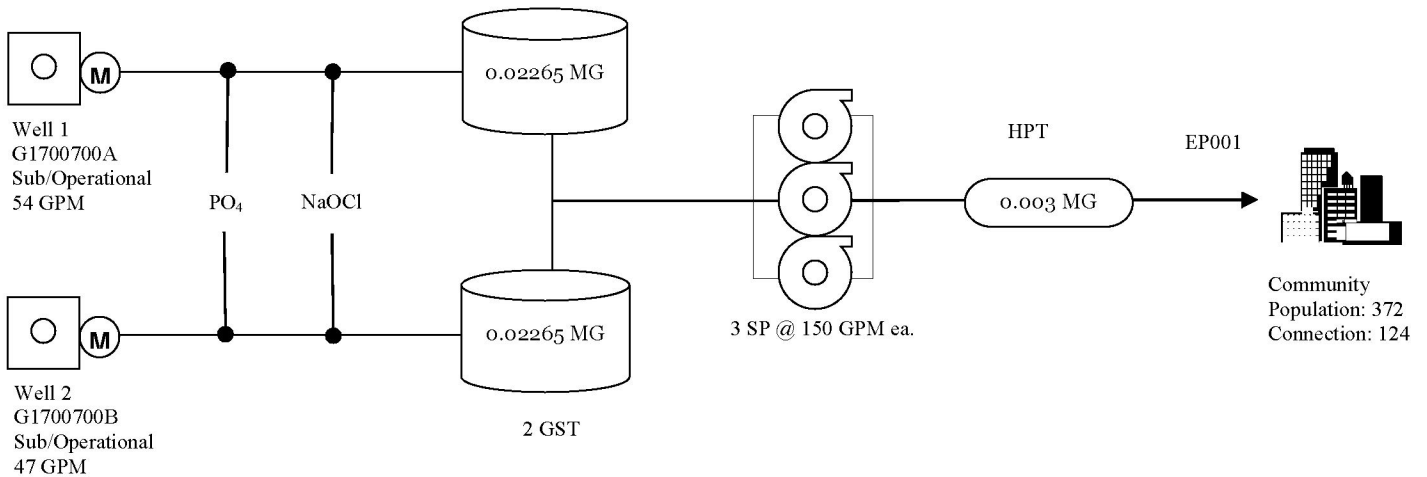 M
Well 1
G1700700A
Sub/Operational
54 GPM
PO₄
NaOCl
0.02265 MG
M
Well 2
G1700700B
Sub/Operational
47 GPM
0.02265 MG
2 GST
3 SP @ 150 GPM ea.
HPT
0.003 MG
EP001
Community
Population: 372
Connection: 124